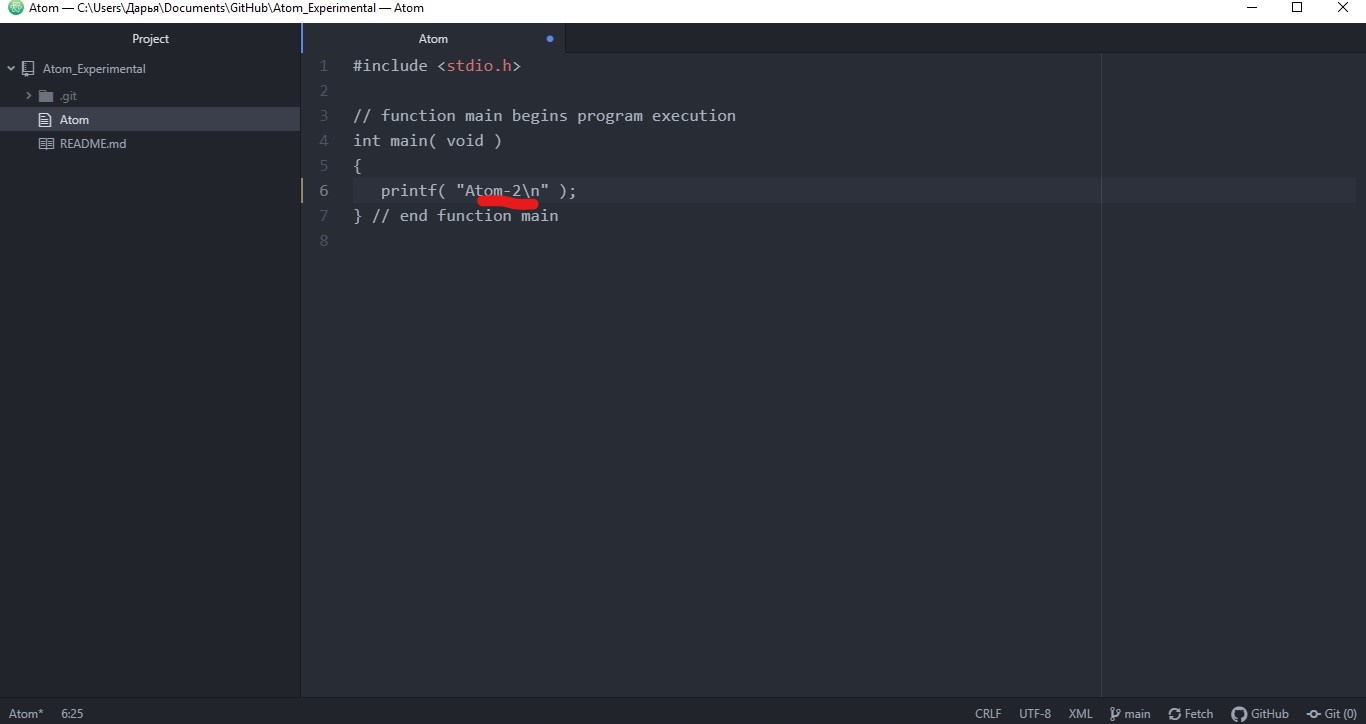 Atom — C:\Users\Дарья\Documents\GitHub\Atom_Experimental — Atom
Project
Atom_Experimental
.git
Atom
README.md
Atom
1 #include <stdio.h>
2
3 // function main begins program execution
4 int main( void )
5 {
6 printf( "Atom-2\n" );
7 } // end function main
8
Atom* 6:25 CRLF UTF-8 XML main Fetch GitHub Git (0)